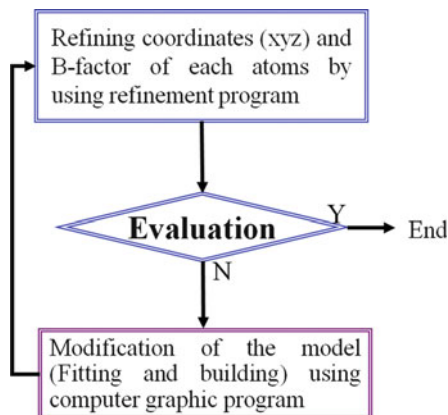 Refining coordinates (xyz) and
B-factor of each atoms by
using refinement program
Evaluation
Y
End
N
Modification of the model
(Fitting and building) using
computer graphic program